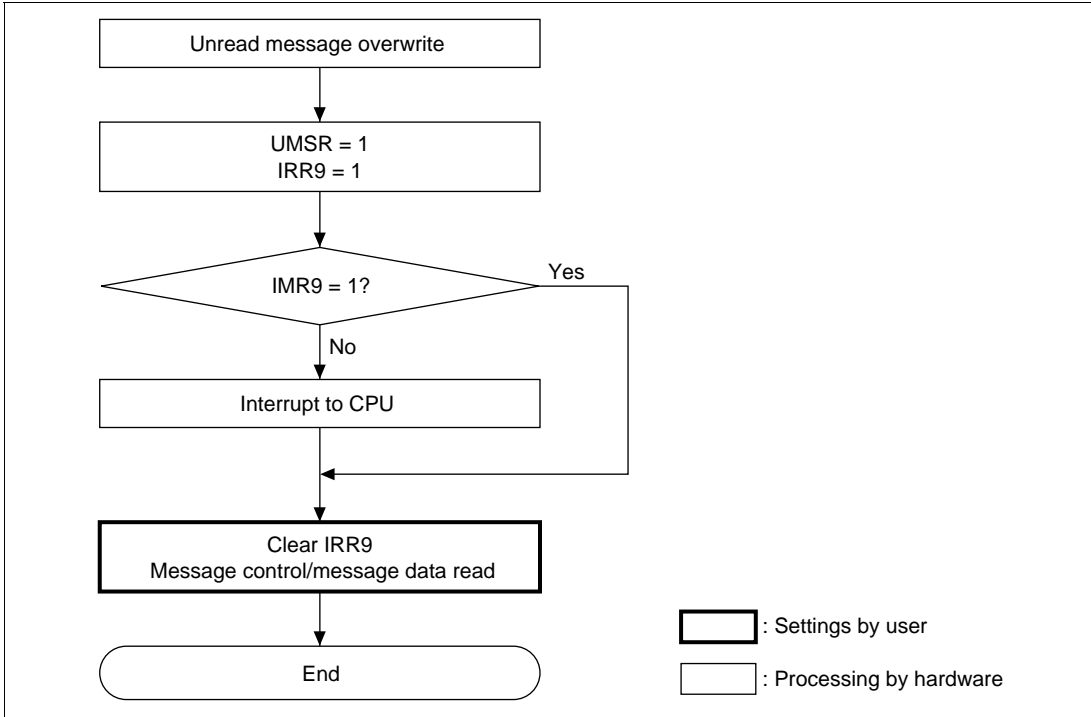 Unread message overwrite
UMSR = 1
IRR9 = 1
IMR9 = 1?
Yes
No
Interrupt to CPU
Clear IRR9
Message control/message data read
End
: Settings by user
: Processing by hardware